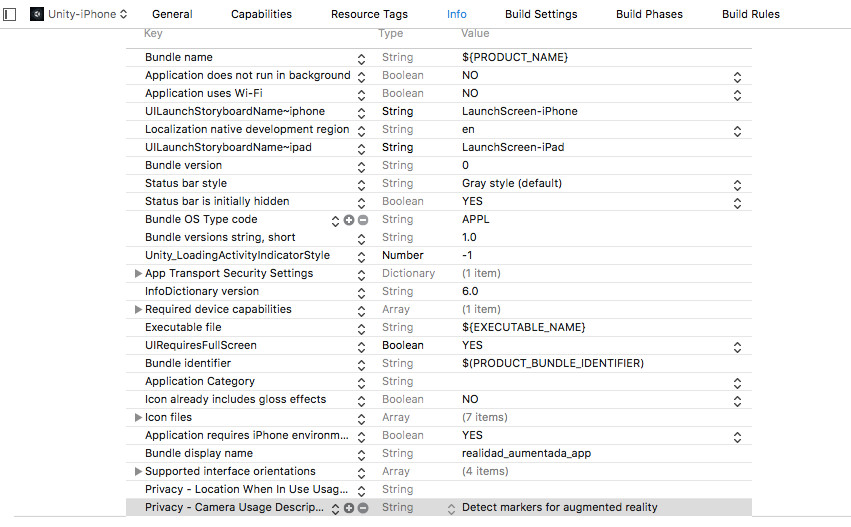 Unity-iPhone General Capabilities Resource Tags Info Build Settings Build Phases Build Rules
Key Type Value
Bundle name String ${PRODUCT_NAME}
Application does not run in background Boolean NO
Application uses Wi-Fi Boolean NO
UILaunchStoryboardName~iphone String LaunchScreen-iPhone
Localization native development region String en
UILaunchStoryboardName~ipad String LaunchScreen-iPad
Bundle version String 0
Status bar style String Gray style (default)
Status bar is initially hidden Boolean YES
Bundle OS Type code String APPL
Bundle versions string, short String 1.0
Unity_LoadingActivityIndicatorStyle Number -1
App Transport Security Settings Dictionary (1 item)
InfoDictionary version String 6.0
Required device capabilities Array (1 item)
Executable file String ${EXECUTABLE_NAME}
UIRequiresFullScreen Boolean YES
Bundle identifier String $(PRODUCT_BUNDLE_IDENTIFIER)
Application Category String
Icon already includes gloss effects Boolean NO
Icon files Array (7 items)
Application requires iPhone environm... Boolean YES
Bundle display name String realidad_aumentada_app
Supported interface orientations Array (4 items)
Privacy - Location When In Use Usag... String
Privacy - Camera Usage Descrip... String Detect markers for augmented reality